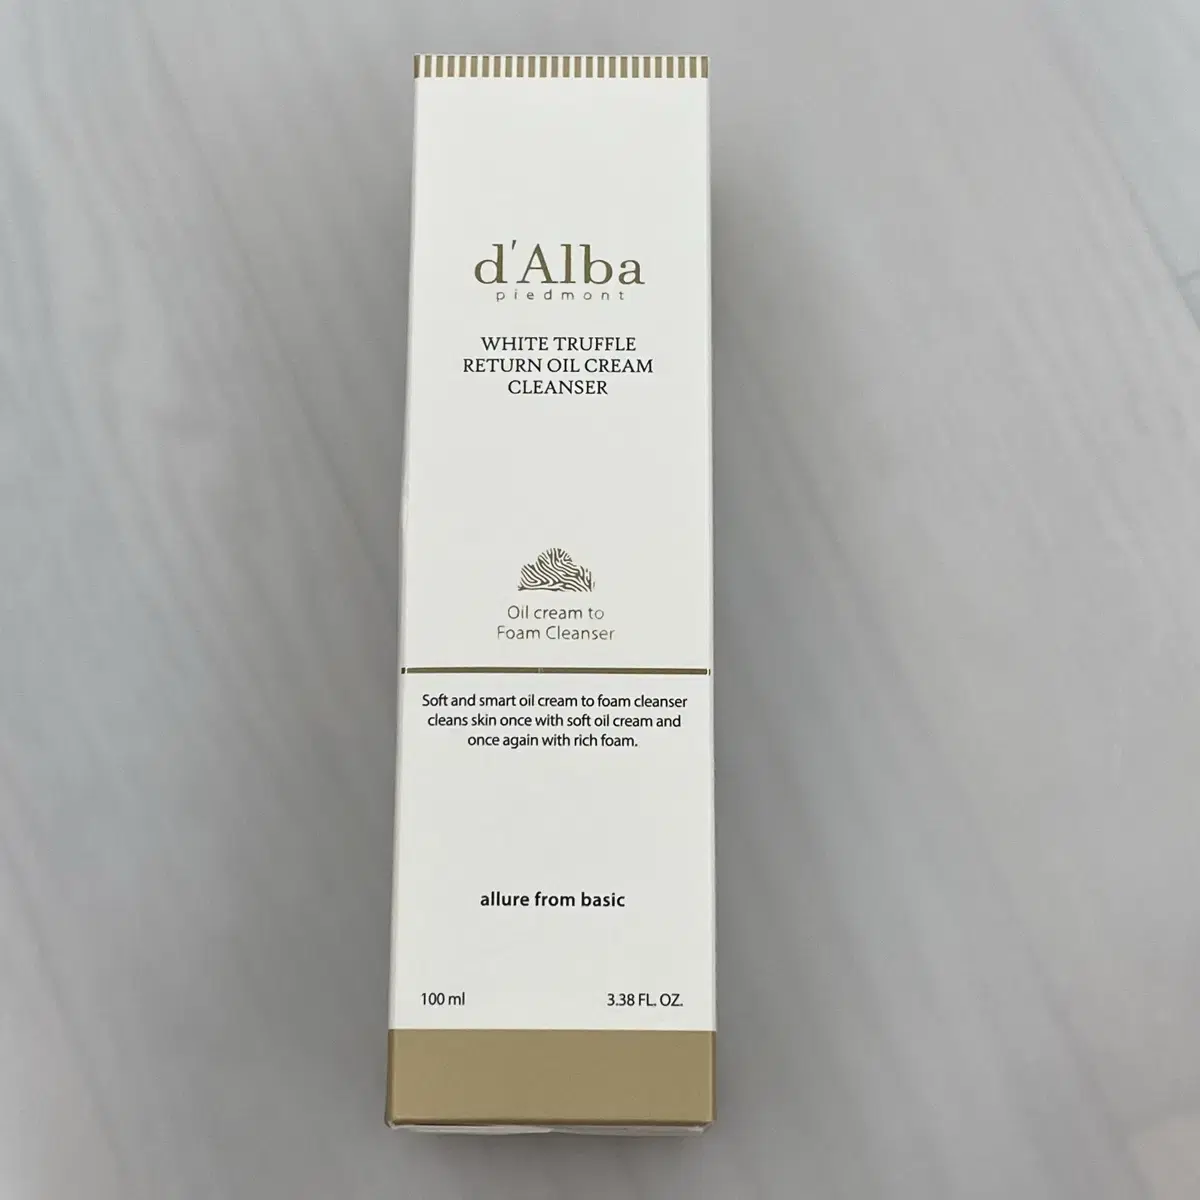 d'Alba
piedmont
WHITE TRUFFLE
RETURN OIL CREAM
CLEANSER
Oil cream to
Foam Cleanser
Soft and smart oil cream to foam cleanser
cleans skin once with soft oil cream and
once again with rich foam.
allure from basic
100 ml 3.38 FL. OZ.